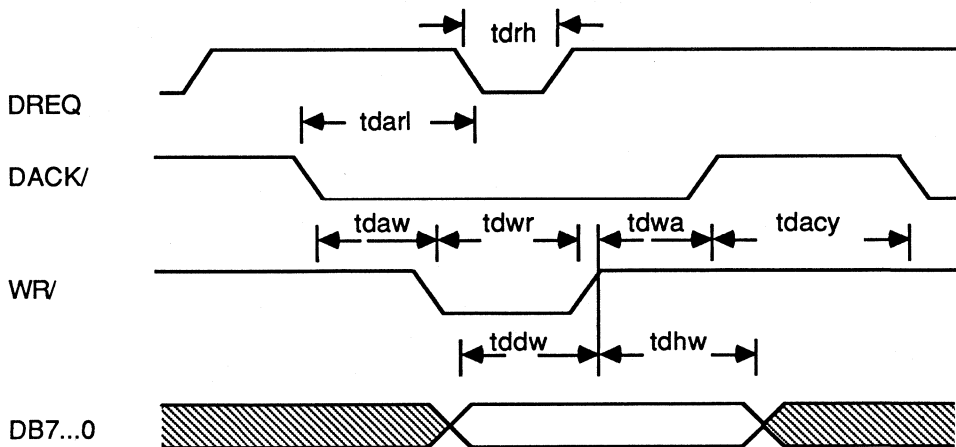 tdrh
DREQ
tdarl
DACK/
tdaw tdwr tdwa tdacy
WR/
tddw tdhw
DB7...0